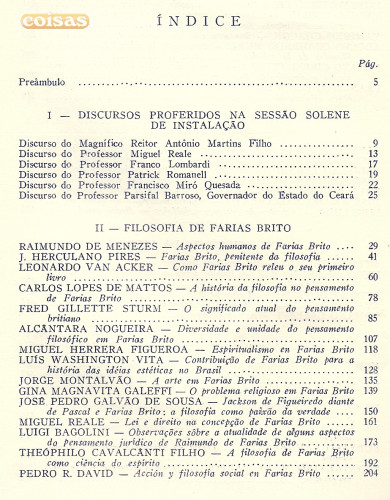 coisas
ÍNDICE
Pág.
Preâmbulo 5
I — DISCURSOS PROFERIDOS NA SESSÃO SOLENE
DE INSTALAÇÃO
Discurso do Magnífico Reitor Antônio Martins Filho 9
Discurso do Professor Miguel Reale 13
Discurso do Professor Franco Lombardi 17
Discurso do Professor Patrick Romanell 19
Discurso do Professor Francisco Miró Quesada 22
Discurso do Professor Parsifal Barroso, Governador do Estado do Ceará 25
II — FILOSOFIA DE FARIAS BRITO
RAIMUNDO DE MENEZES — Aspectos humanos de Farias Brito .... 29
J. HERCULANO PIRES — Farias Brito, penitente da filosofia 41
LEONARDO VAN ACKER — Como Farias Brito releu o seu primeiro
livro 60
CARLOS LOPES DE MATTOS — A história da filosofia no pensamento
de Farias Brito 78
FRED GILLETTE STURM — O significado atual do pensamento
britiano 85
ALCÂNTARA NOGUEIRA — Diversidade e unidade do pensamento
filosófico em Farias Brito 107
MIGUEL HERRERA FIGUEROA — Espiritualismo en Farias Brito 118
LUÍS WASHINGTON VITA — Contribuição de Farias Brito para a
história das idéias estéticas no Brasil 128
JORGE MONTALVÃO — A arte em Farias Brito 135
GINA MAGNAVITA GALEFFI — O problema religioso em Farias Brito 139
JOSÉ PEDRO GALVÃO DE SOUSA — Jackson de Figueiredo diante
de Pascal e Farias Brito: a filosofia como paixão da verdade 150
MIGUEL REALE — Lei e direito na concepção de Farias Brito 161
LUIGI BAGOLINI — Observações sôbre a atualidade de alguns aspectos
do pensamento jurídico de Raimundo de Farias Brito 173
THEÓPHILO CAVALCANTI FILHO — A filosofia de Farias Brito
como ciência do espírito 192
PEDRO R. DAVID — Acción y filosofía social en Farias Brito 204